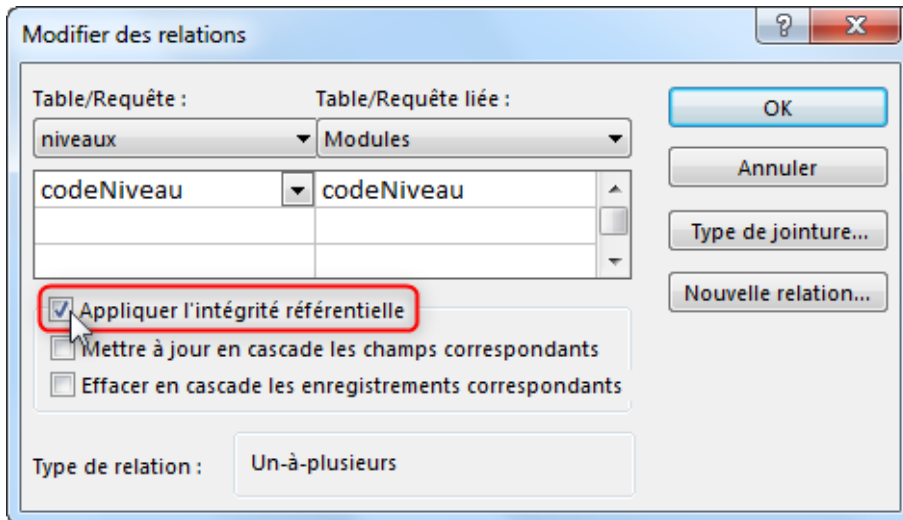 Modifier des relations
Table/Requête : Table/Requête liée :
niveaux Modules
codeNiveau codeNiveau
Appliquer l'intégrité référentielle
Mettre à jour en cascade les champs correspondants
Effacer en cascade les enregistrements correspondants
Type de relation : Un-à-plusieurs
OK
Annuler
Type de jointure...
Nouvelle relation...